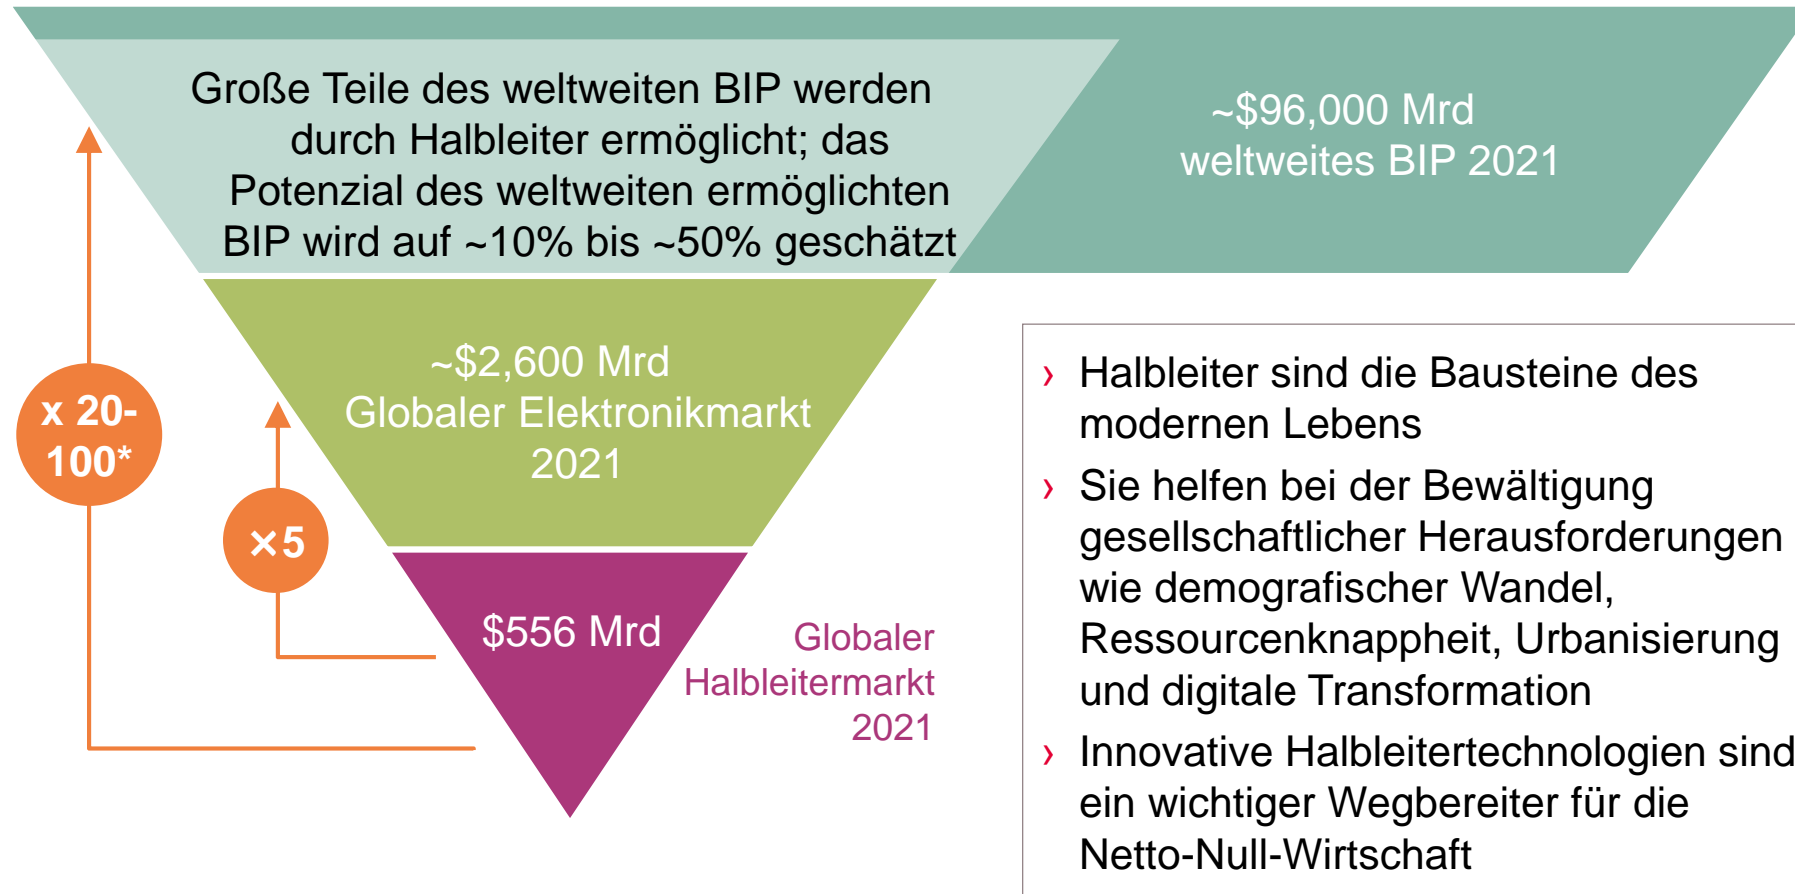 Große Teile des weltweiten BIP werden
durch Halbleiter ermöglicht; das
Potenzial des weltweiten ermöglichten
BIP wird auf ~10% bis ~50% geschätzt
~$96,000 Mrd
weltweites BIP 2021
~$2,600 Mrd
Globaler Elektronikmarkt
2021
x 20-
100*
×5
$556 Mrd
Globaler
Halbleitermarkt
2021
› Halbleiter sind die Bausteine des
modernen Lebens
› Sie helfen bei der Bewältigung
gesellschaftlicher Herausforderungen
wie demografischer Wandel,
Ressourcenknappheit, Urbanisierung
und digitale Transformation
› Innovative Halbleitertechnologien sind
ein wichtiger Wegbereiter für die
Netto-Null-Wirtschaft